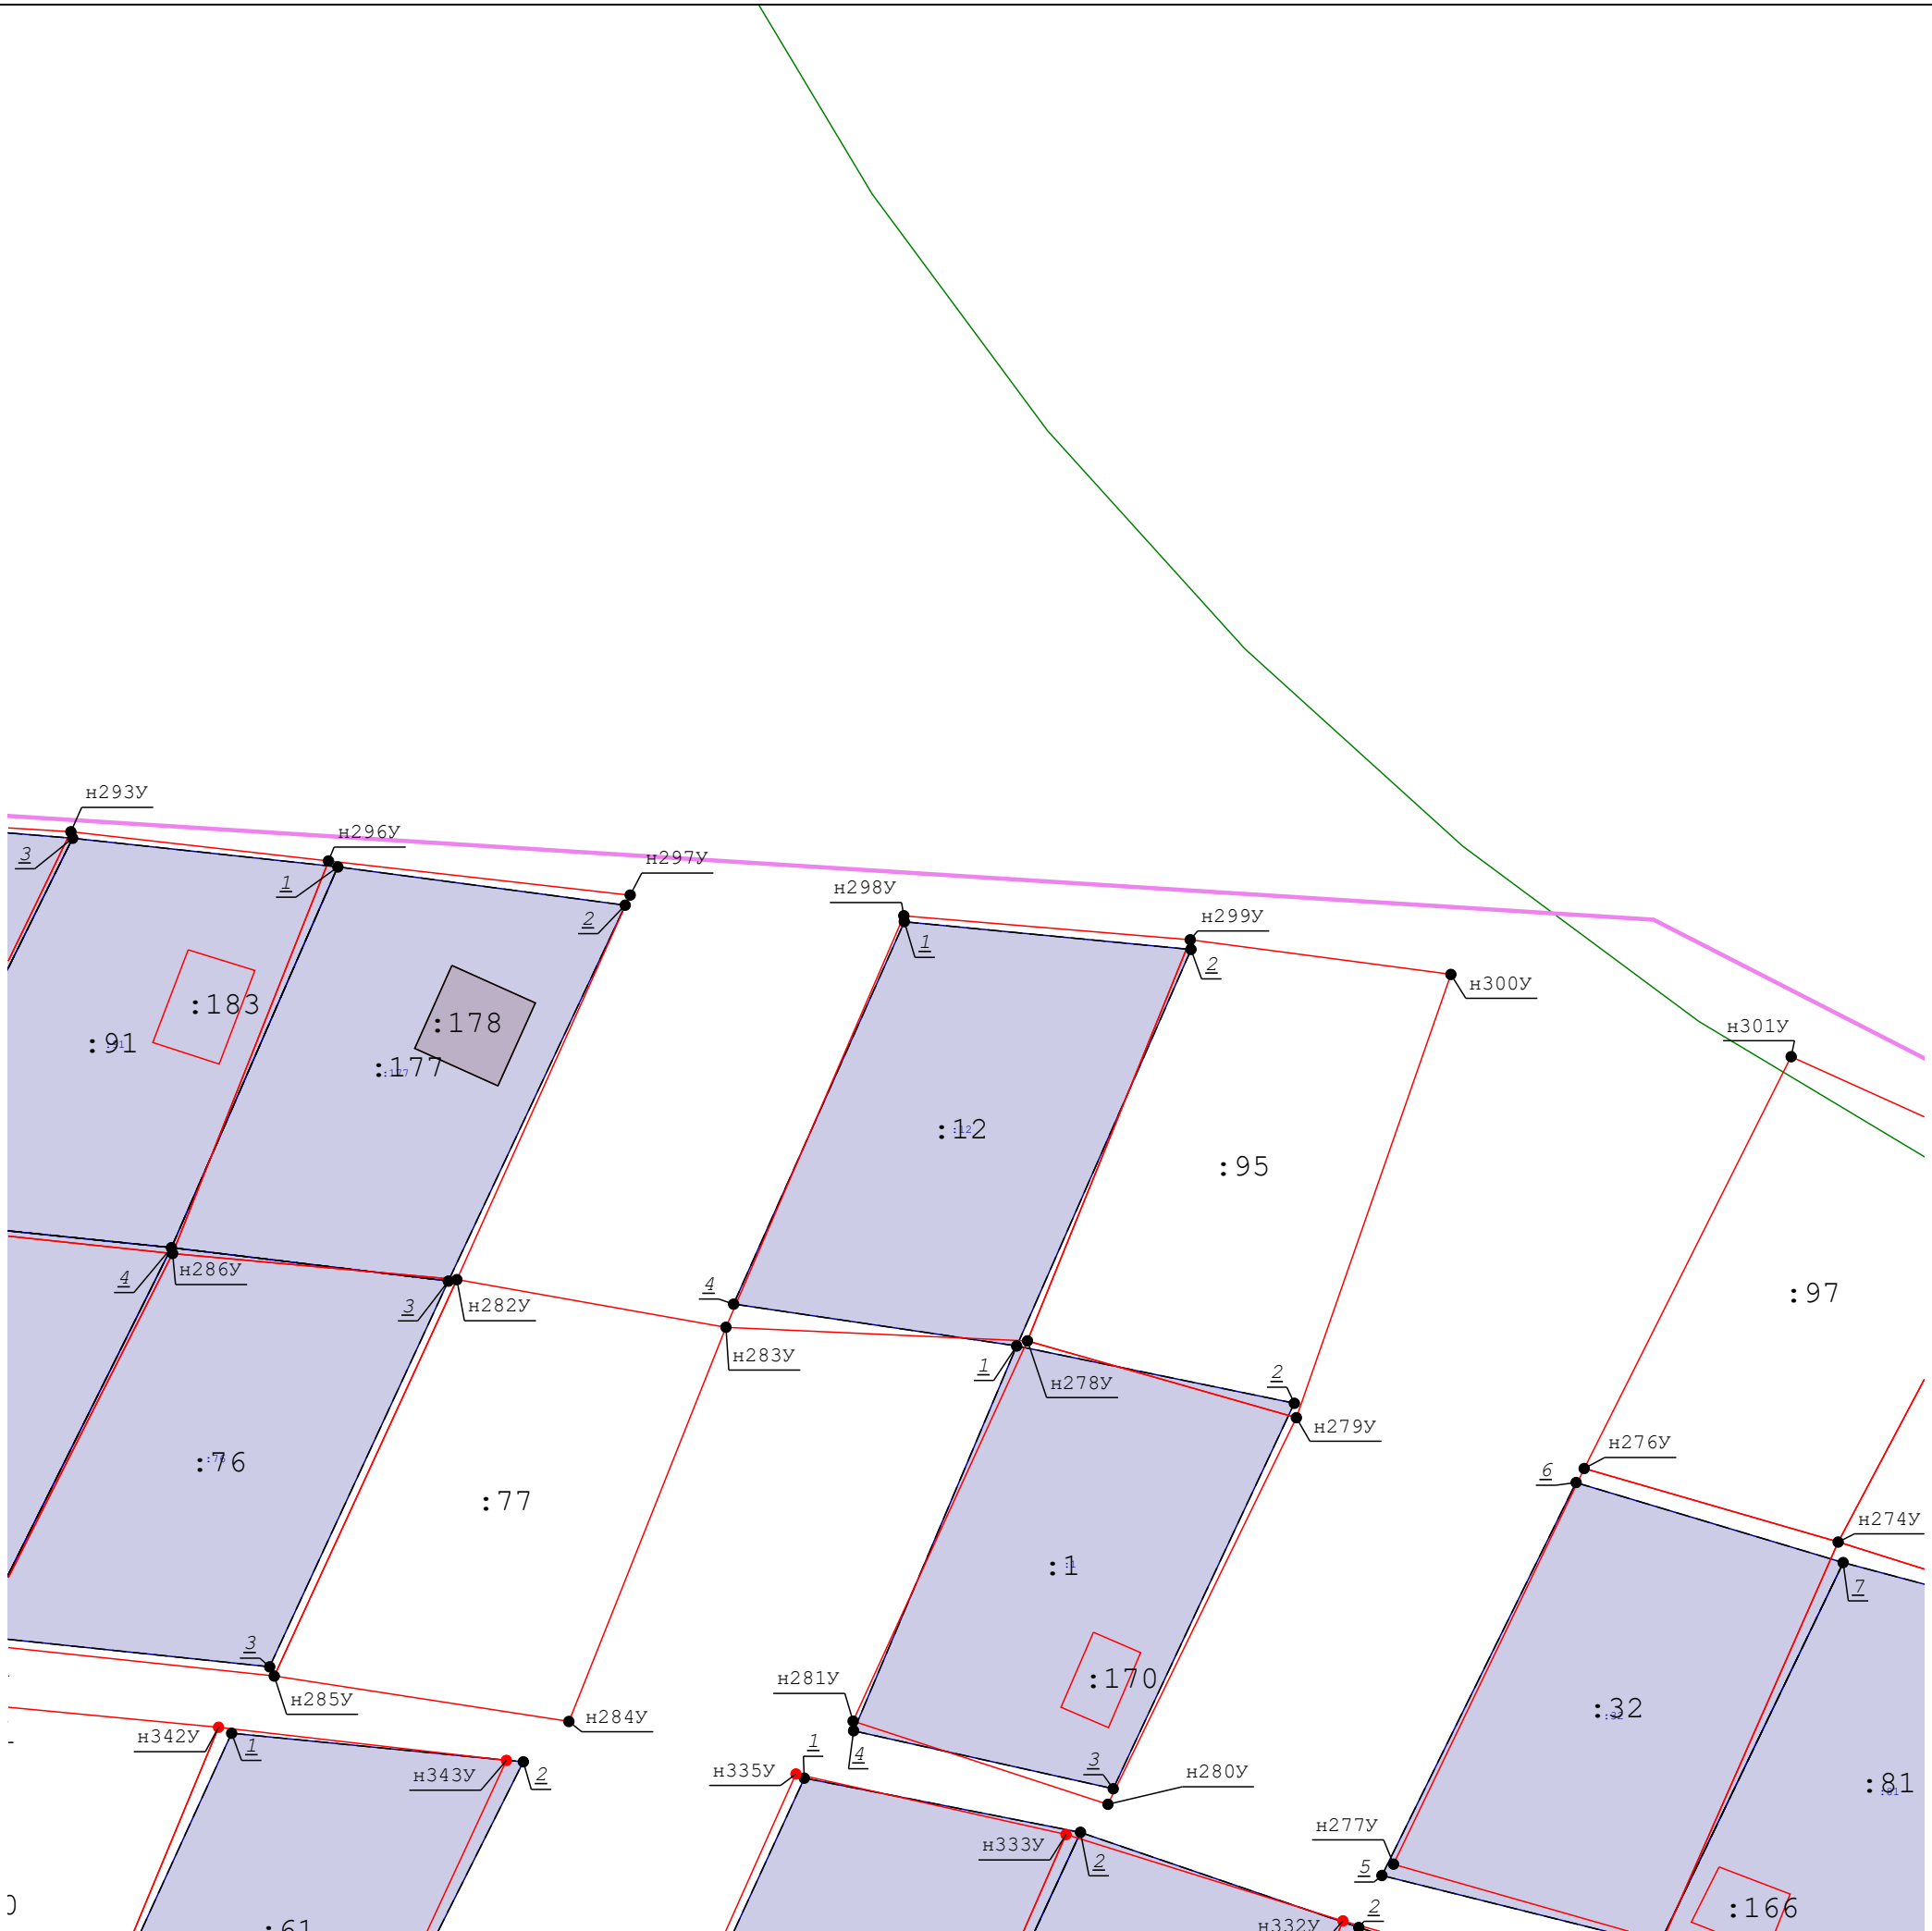 н293У
н296У
3
н297У
1
н298У
2
н299У
1
2
н300У
:183
:178
н301У
:91
:177
:12
:95
н286У
4
4
:97
3
н282У
н283У
1
2
н278У
н279У
н276У
6
:76
:77
н274У
:1
7
3
н281У
:170
н285У
н284У
:32
н342У
1
1
4
н343У
2
н335У
3
н280У
:81
н277У
н333У
2
5
:166
2
н332У
:61